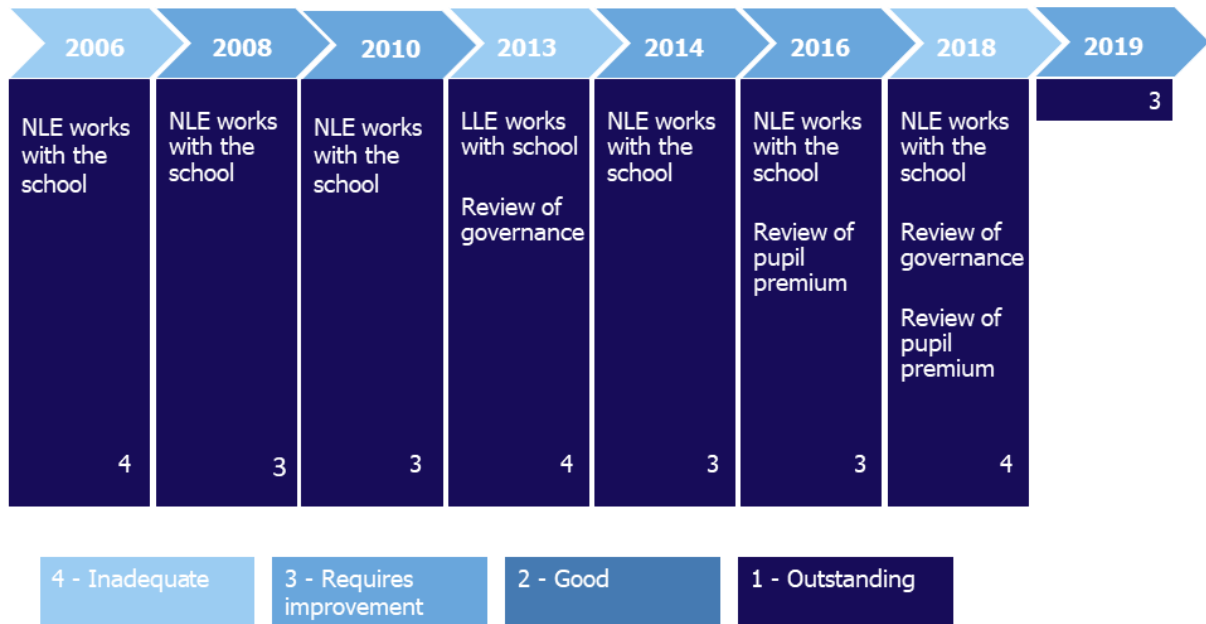 2006
2008
2010
2013
2014
2016
2018
2019
NLE works
with the
school
4
NLE works
with the
school
3
NLE works
with the
school
3
LLE works
with school
Review of
governance
4
NLE works
with the
school
3
NLE works
with the
school
Review of
pupil
premium
3
NLE works
with the
school
Review of
governance
Review of
pupil
premium
4
3
4 - Inadequate
3 - Requires
improvement
2 - Good
1 - Outstanding